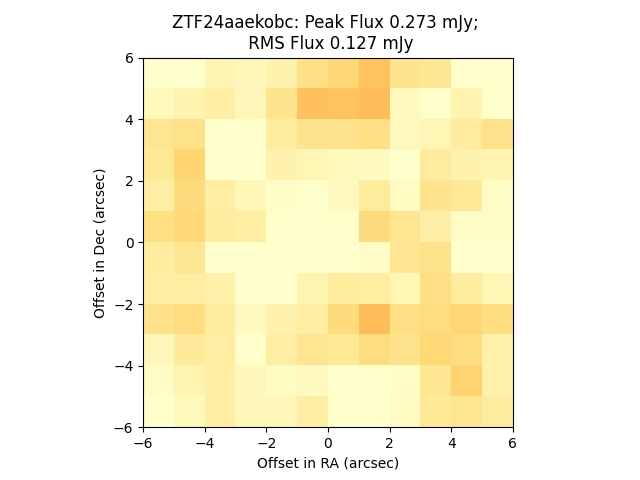 ZTF24aaekobc: Peak Flux 0.273 mJy;
RMS Flux 0.127 mJy
6
4
2
0
−2
−4
−6
Offset in Dec (arcsec)
−6 −4 −2 0 2 4 6
Offset in RA (arcsec)